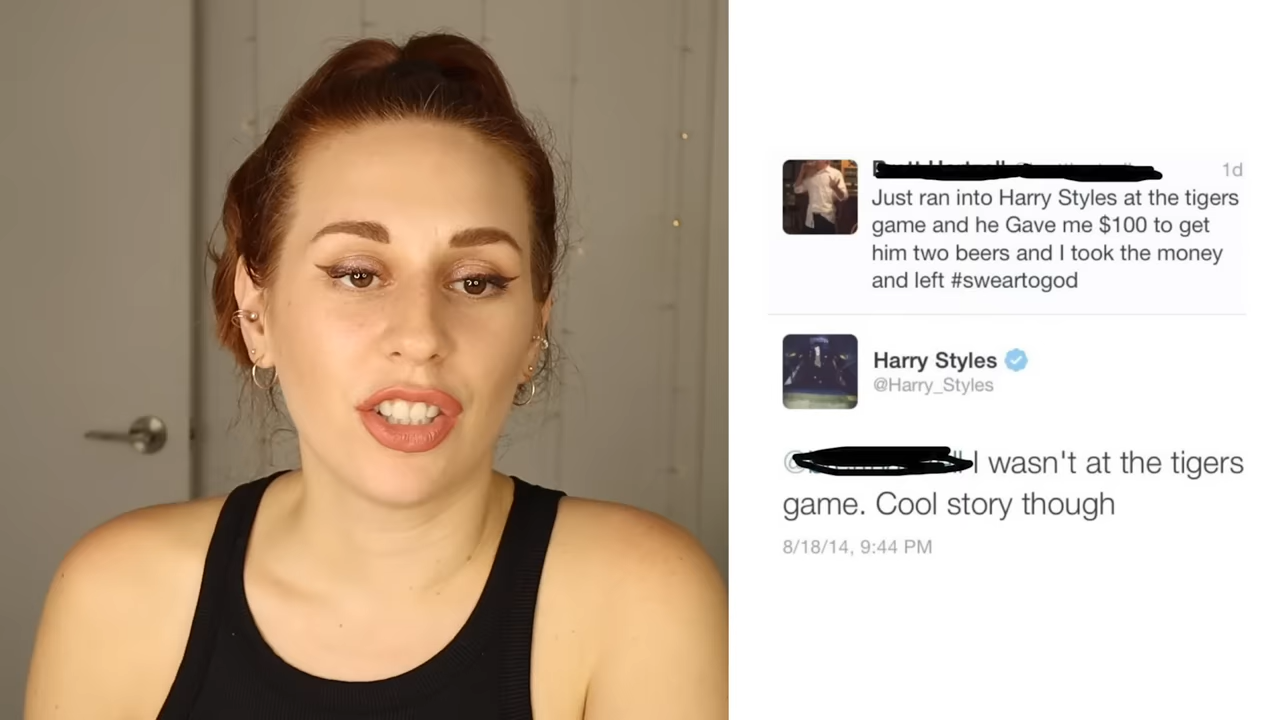 1d
Just ran into Harry Styles at the tigers
game and he Gave me $100 to get
him two beers and I took the money
and left #sweartogod
Harry Styles
@Harry_Styles
I wasn't at the tigers
game. Cool story though
8/18/14, 9:44 PM